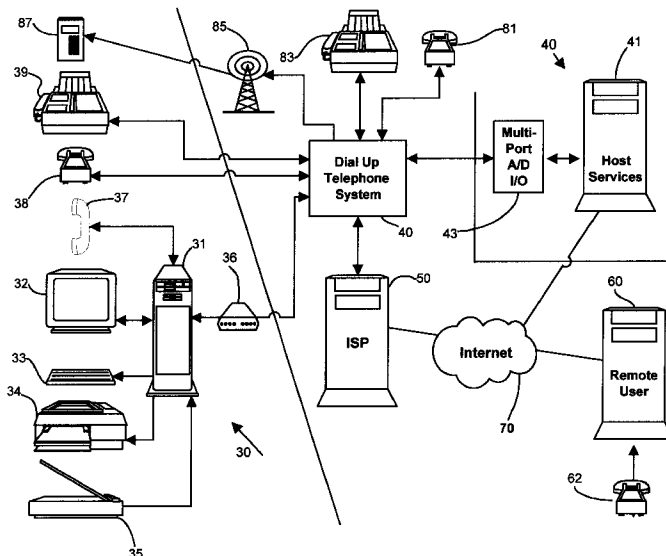 87
85
83
81
40
41
39
Multi-
Port
A/D
I/O
Host
Services
Dial Up
Telephone
System
38
43
37
31
40
36
50
60
32
ISP
Internet
Remote
User
33
34
70
30
62
35